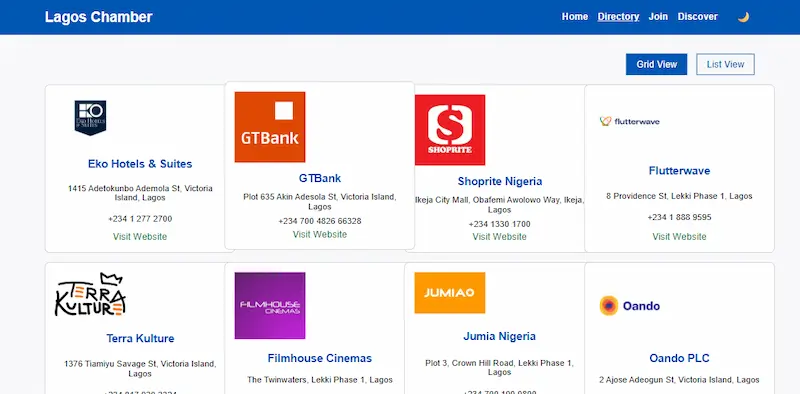 Lagos Chamber
Home Directory Join Discover
Grid View List View
EKO HOTELS
& SUITES
Eko Hotels & Suites
1415 Adetokunbo Ademola St, Victoria
Island, Lagos
+234 1 277 2700
Visit Website
GTBank
GTBank
Plot 635 Akin Adesola St, Victoria Island,
Lagos
+234 700 4826 66328
Visit Website
SHOPRITE
Shoprite Nigeria
Ikeja City Mall, Obafemi Awolowo Way, Ikeja,
Lagos
+234 1330 1700
Visit Website
flutterwave
Flutterwave
8 Providence St, Lekki Phase 1, Lagos
+234 1 888 9595
Visit Website
TERRA
KULTURE
Terra Kulture
1376 Tiamiyu Savage St, Victoria Island,
Lagos
FILMHOUSE
CINEMAS
Filmhouse Cinemas
The Twinwaters, Lekki Phase 1, Lagos
JUMIA
Jumia Nigeria
Plot 3, Crown Hill Road, Lekki Phase 1,
Lagos
Oando
Oando PLC
2 Ajose Adeogun St, Victoria Island, Lagos